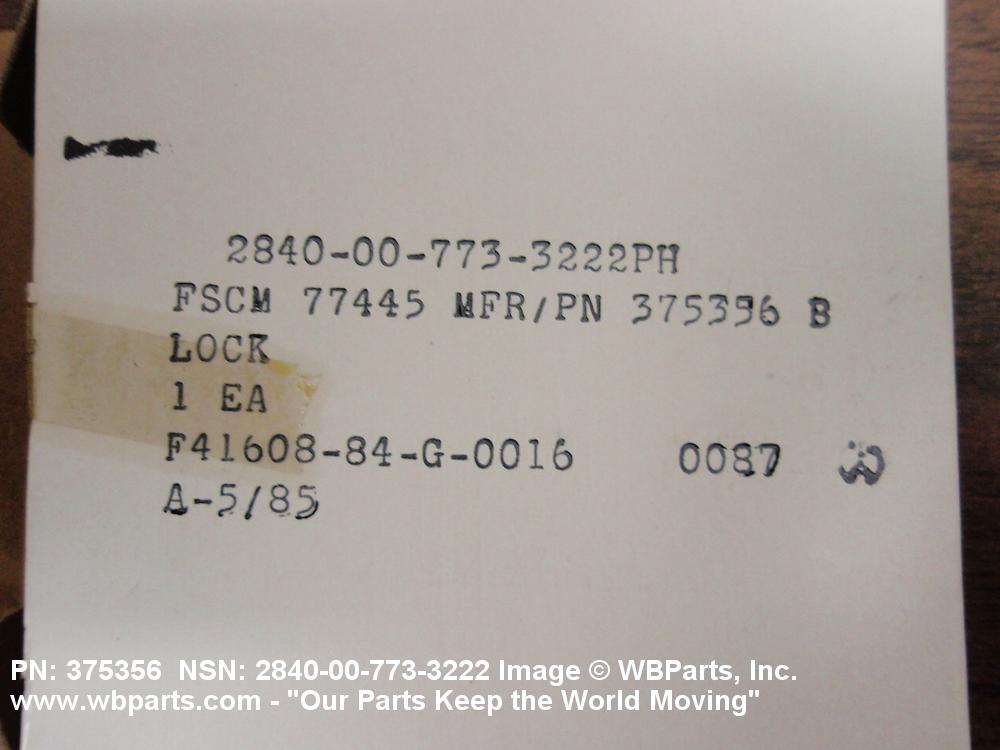 2840-00-773-3222PH
FSCM 77445 MFR/PN 375356 B
LOCK
1 EA
F41608-84-G-0016 0087
A-5/85
PN: 375356 NSN: 2840-00-773-3222 Image © WBParts, Inc.
www.wbparts.com - "Our Parts Keep the World Moving"